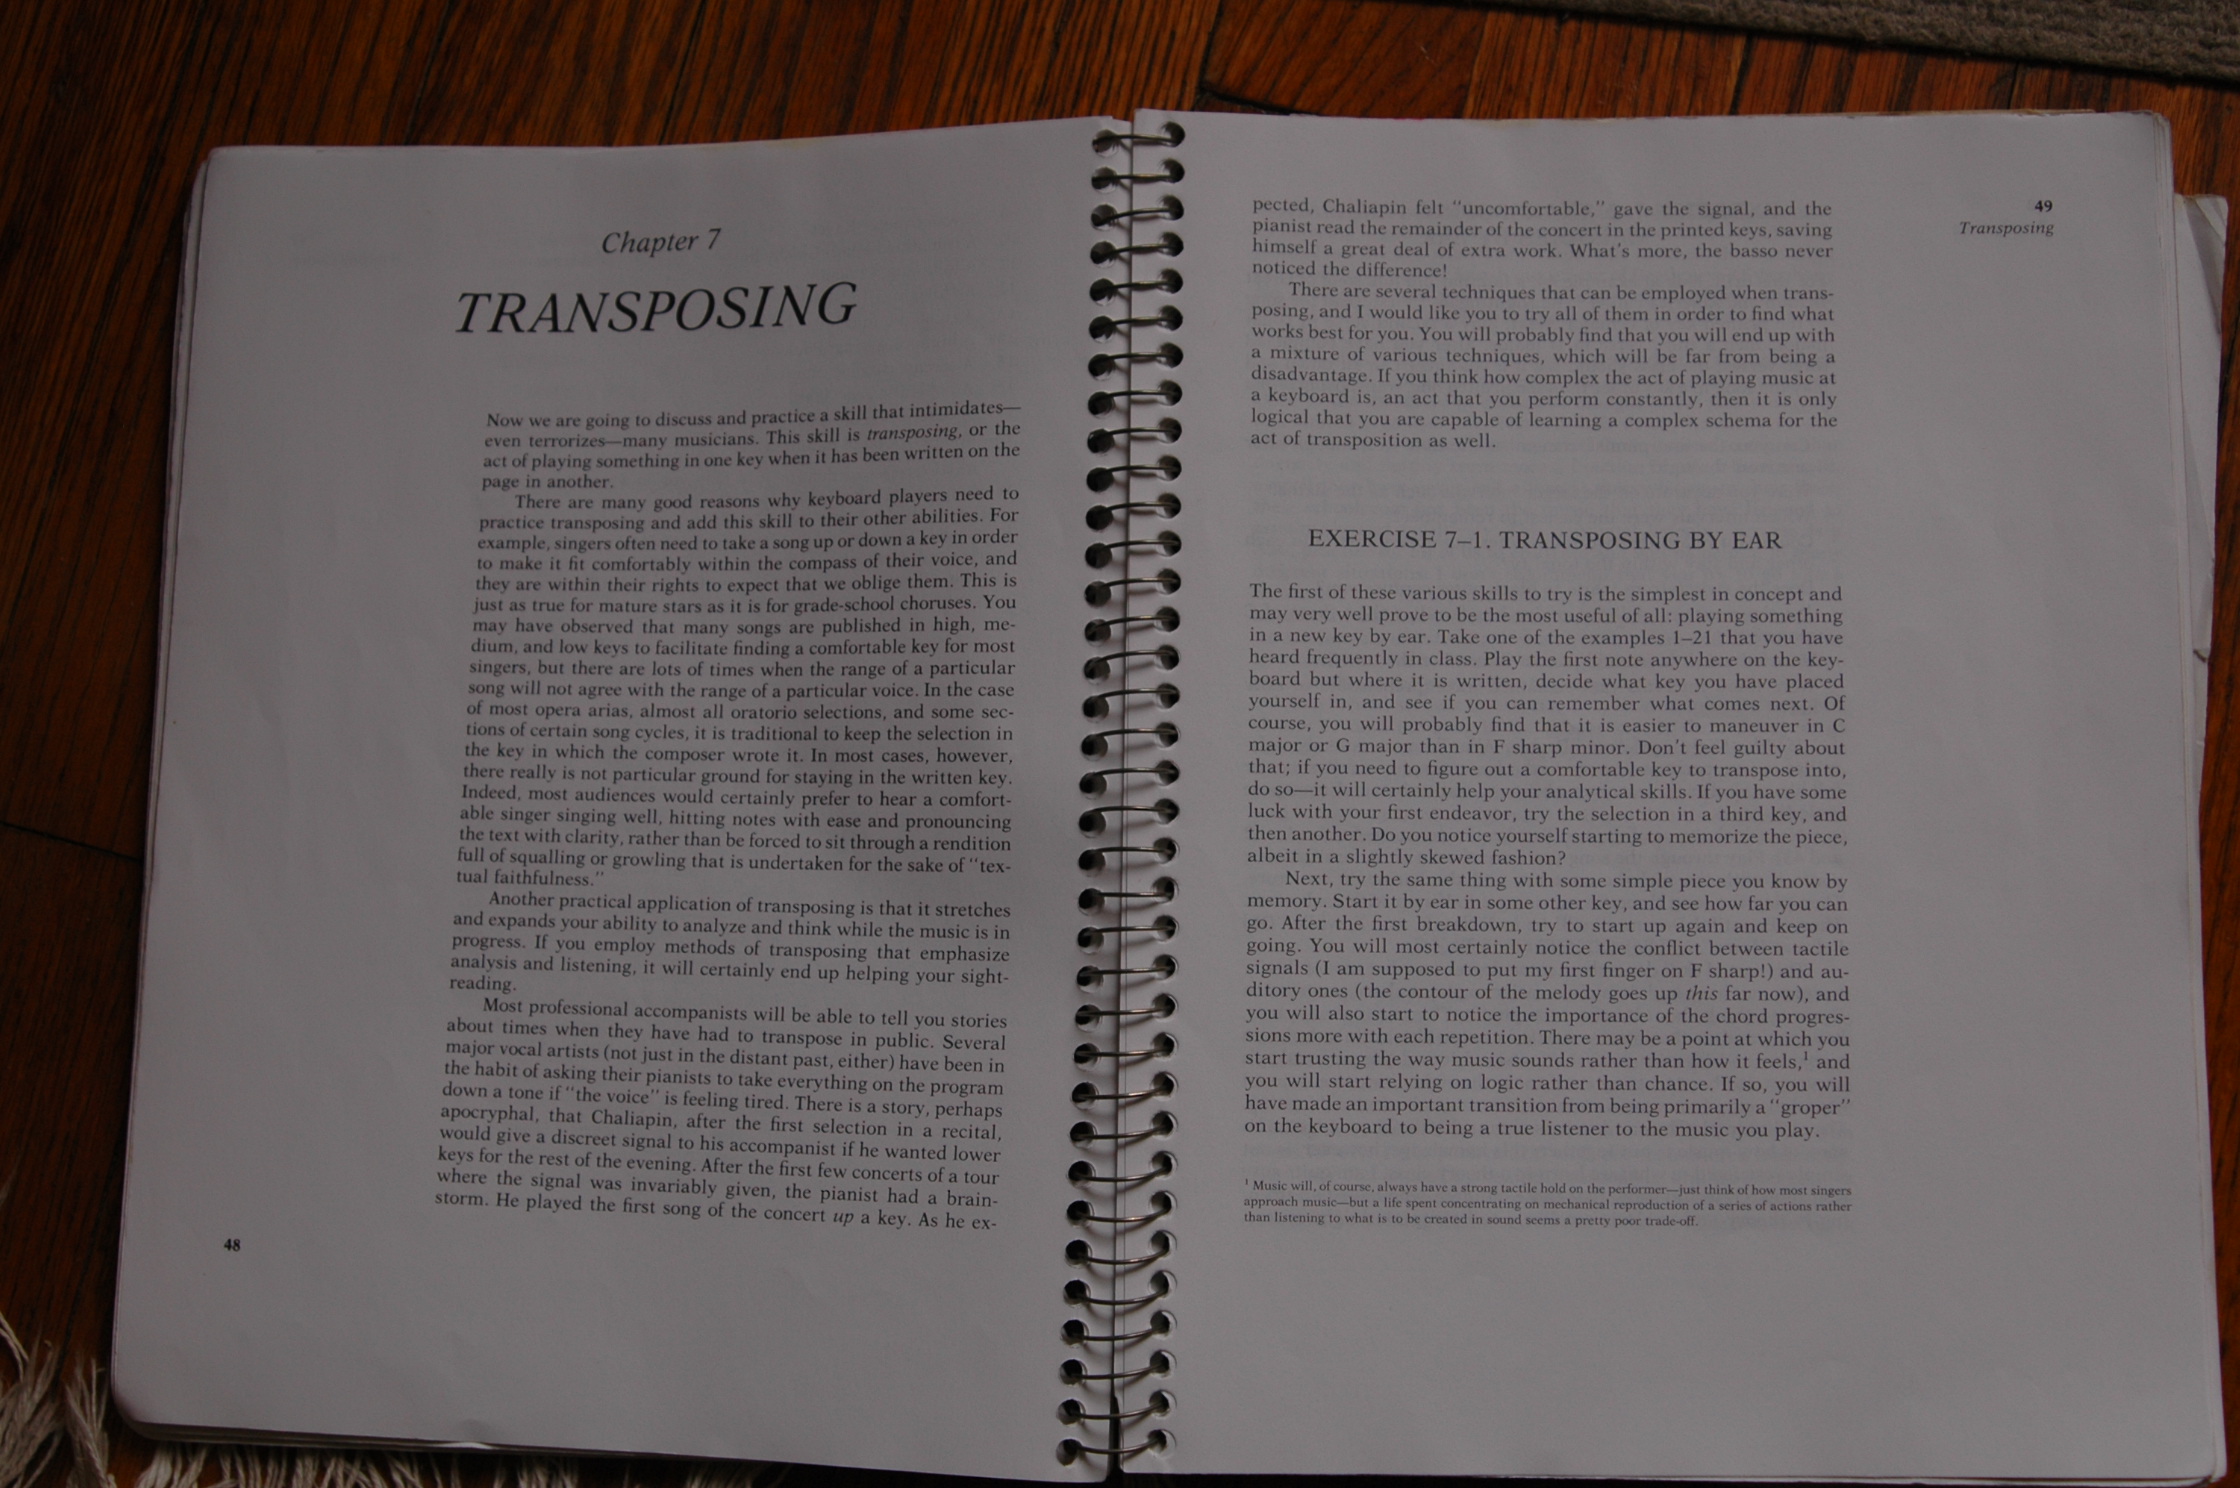 Chapter 7
TRANSPOSING
Now we are going to discuss and practice a skill that intimidates—
even terrorizes—many musicians. This skill is transposing, or the
act of playing something in one key when it has been written on the
page in another.
There are many good reasons why keyboard players need to
practice transposing and add this skill to their other abilities. For
example, singers often need to take a song up or down a key in order
to make it fit comfortably within the compass of their voice, and
they are within their rights to expect that we oblige them. This is
just as true for mature stars as it is for grade-school choruses. You
may have observed that many songs are published in high, me-
dium, and low keys to facilitate finding a comfortable key for most
singers, but there are lots of times when the range of a particular
song will not agree with the range of a particular voice. In the case
of most opera arias, almost all oratorio selections, and some sec-
tions of certain song cycles, it is traditional to keep the selection in
the key in which the composer wrote it. In most cases, however,
there really is not particular ground for staying in the written key.
Indeed, most audiences would certainly prefer to hear a comfort-
able singer singing well, hitting notes with ease and pronouncing
the text with clarity, rather than be forced to sit through a rendition
full of squalling or growling that is undertaken for the sake of “tex-
tual faithfulness.”
Another practical application of transposing is that it stretches
and expands your ability to analyze and think while the music is in
progress. If you employ methods of transposing that emphasize
analysis and listening, it will certainly end up helping your sight-
reading.
Most professional accompanists will be able to tell you stories
about times when they have had to transpose in public. Several
major vocal artists (not just in the distant past, either) have been in
the habit of asking their pianists to take everything on the program
down a tone if “the voice” is feeling tired. There is a story, perhaps
apocryphal, that Chaliapin, after the first selection in a recital,
would give a discreet signal to his accompanist if he wanted lower
keys for the rest of the evening. After the first few concerts of a tour
where the signal was invariably given, the pianist had a brain-
storm. He played the first song of the concert up a key. As he ex-
48
49
Transposing
pected, Chaliapin felt “uncomfortable,” gave the signal, and the
pianist read the remainder of the concert in the printed keys, saving
himself a great deal of extra work. What’s more, the basso never
noticed the difference!
There are several techniques that can be employed when trans-
posing, and I would like you to try all of them in order to find what
works best for you. You will probably find that you will end up with
a mixture of various techniques, which will be far from being a
disadvantage. If you think how complex the act of playing music at
a keyboard is, an act that you perform constantly, then it is only
logical that you are capable of learning a complex schema for the
act of transposition as well.
EXERCISE 7–1. TRANSPOSING BY EAR
The first of these various skills to try is the simplest in concept and
may very well prove to be the most useful of all: playing something
in a new key by ear. Take one of the examples 1–21 that you have
heard frequently in class. Play the first note anywhere on the key-
board but where it is written, decide what key you have placed
yourself in, and see if you can remember what comes next. Of
course, you will probably find that it is easier to maneuver in C
major or G major than in F sharp minor. Don’t feel guilty about
that; if you need to figure out a comfortable key to transpose into,
do so—it will certainly help your analytical skills. If you have some
luck with your first endeavor, try the selection in a third key, and
then another. Do you notice yourself starting to memorize the piece,
albeit in a slightly skewed fashion?
Next, try the same thing with some simple piece you know by
memory. Start it by ear in some other key, and see how far you can
go. After the first breakdown, try to start up again and keep on
going. You will most certainly notice the conflict between tactile
signals (I am supposed to put my first finger on F sharp!) and au-
ditory ones (the contour of the melody goes up this far now), and
you will also start to notice the importance of the chord progres-
sions more with each repetition. There may be a point at which you
start trusting the way music sounds rather than how it feels,¹ and
you will start relying on logic rather than chance. If so, you will
have made an important transition from being primarily a “groper”
on the keyboard to being a true listener to the music you play.
¹ Music will, of course, always have a strong tactile hold on the performer—just think of how most singers
approach music—but a life spent concentrating on mechanical reproduction of a series of actions rather
than listening to what is to be created in sound seems a pretty poor trade-off.